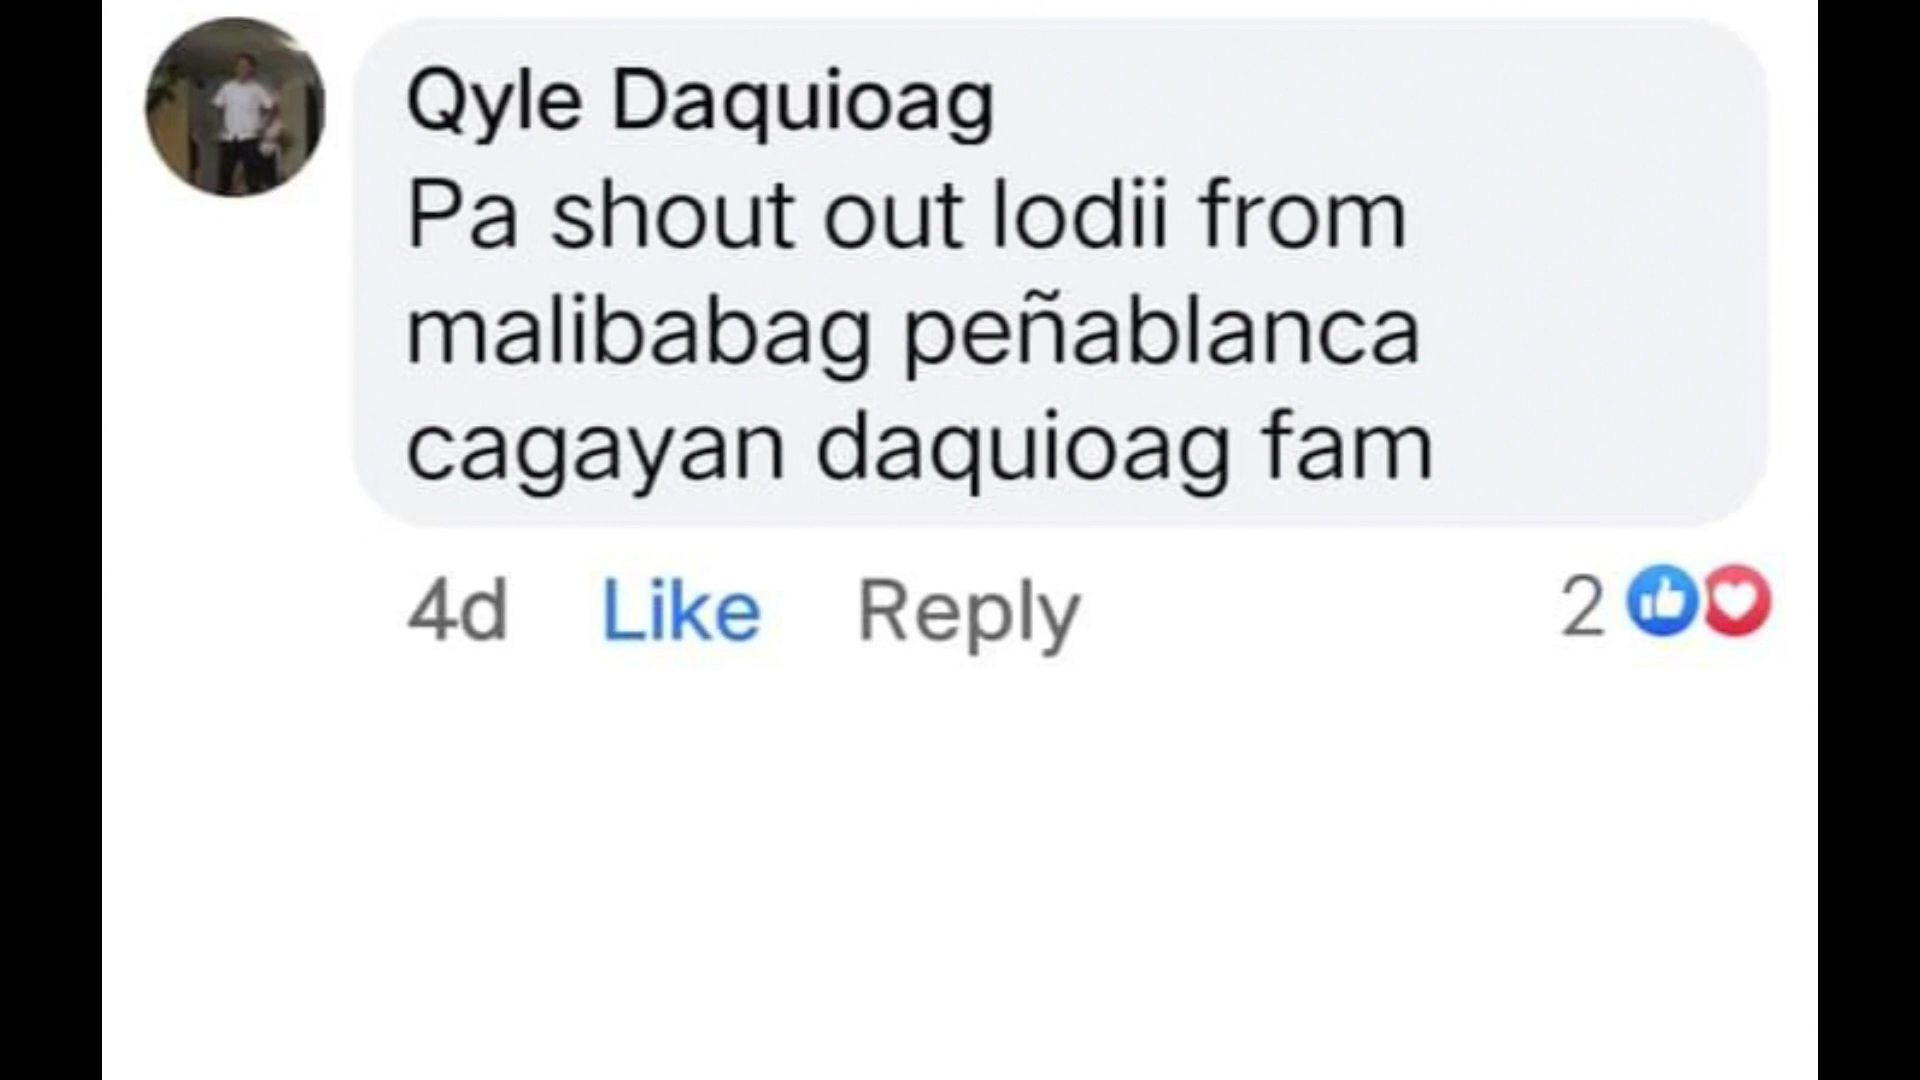 Qyle Daquioag
Pa shout out lodii from
malibabag peñablanca
cagayan daquioag fam
4d Like Reply 2